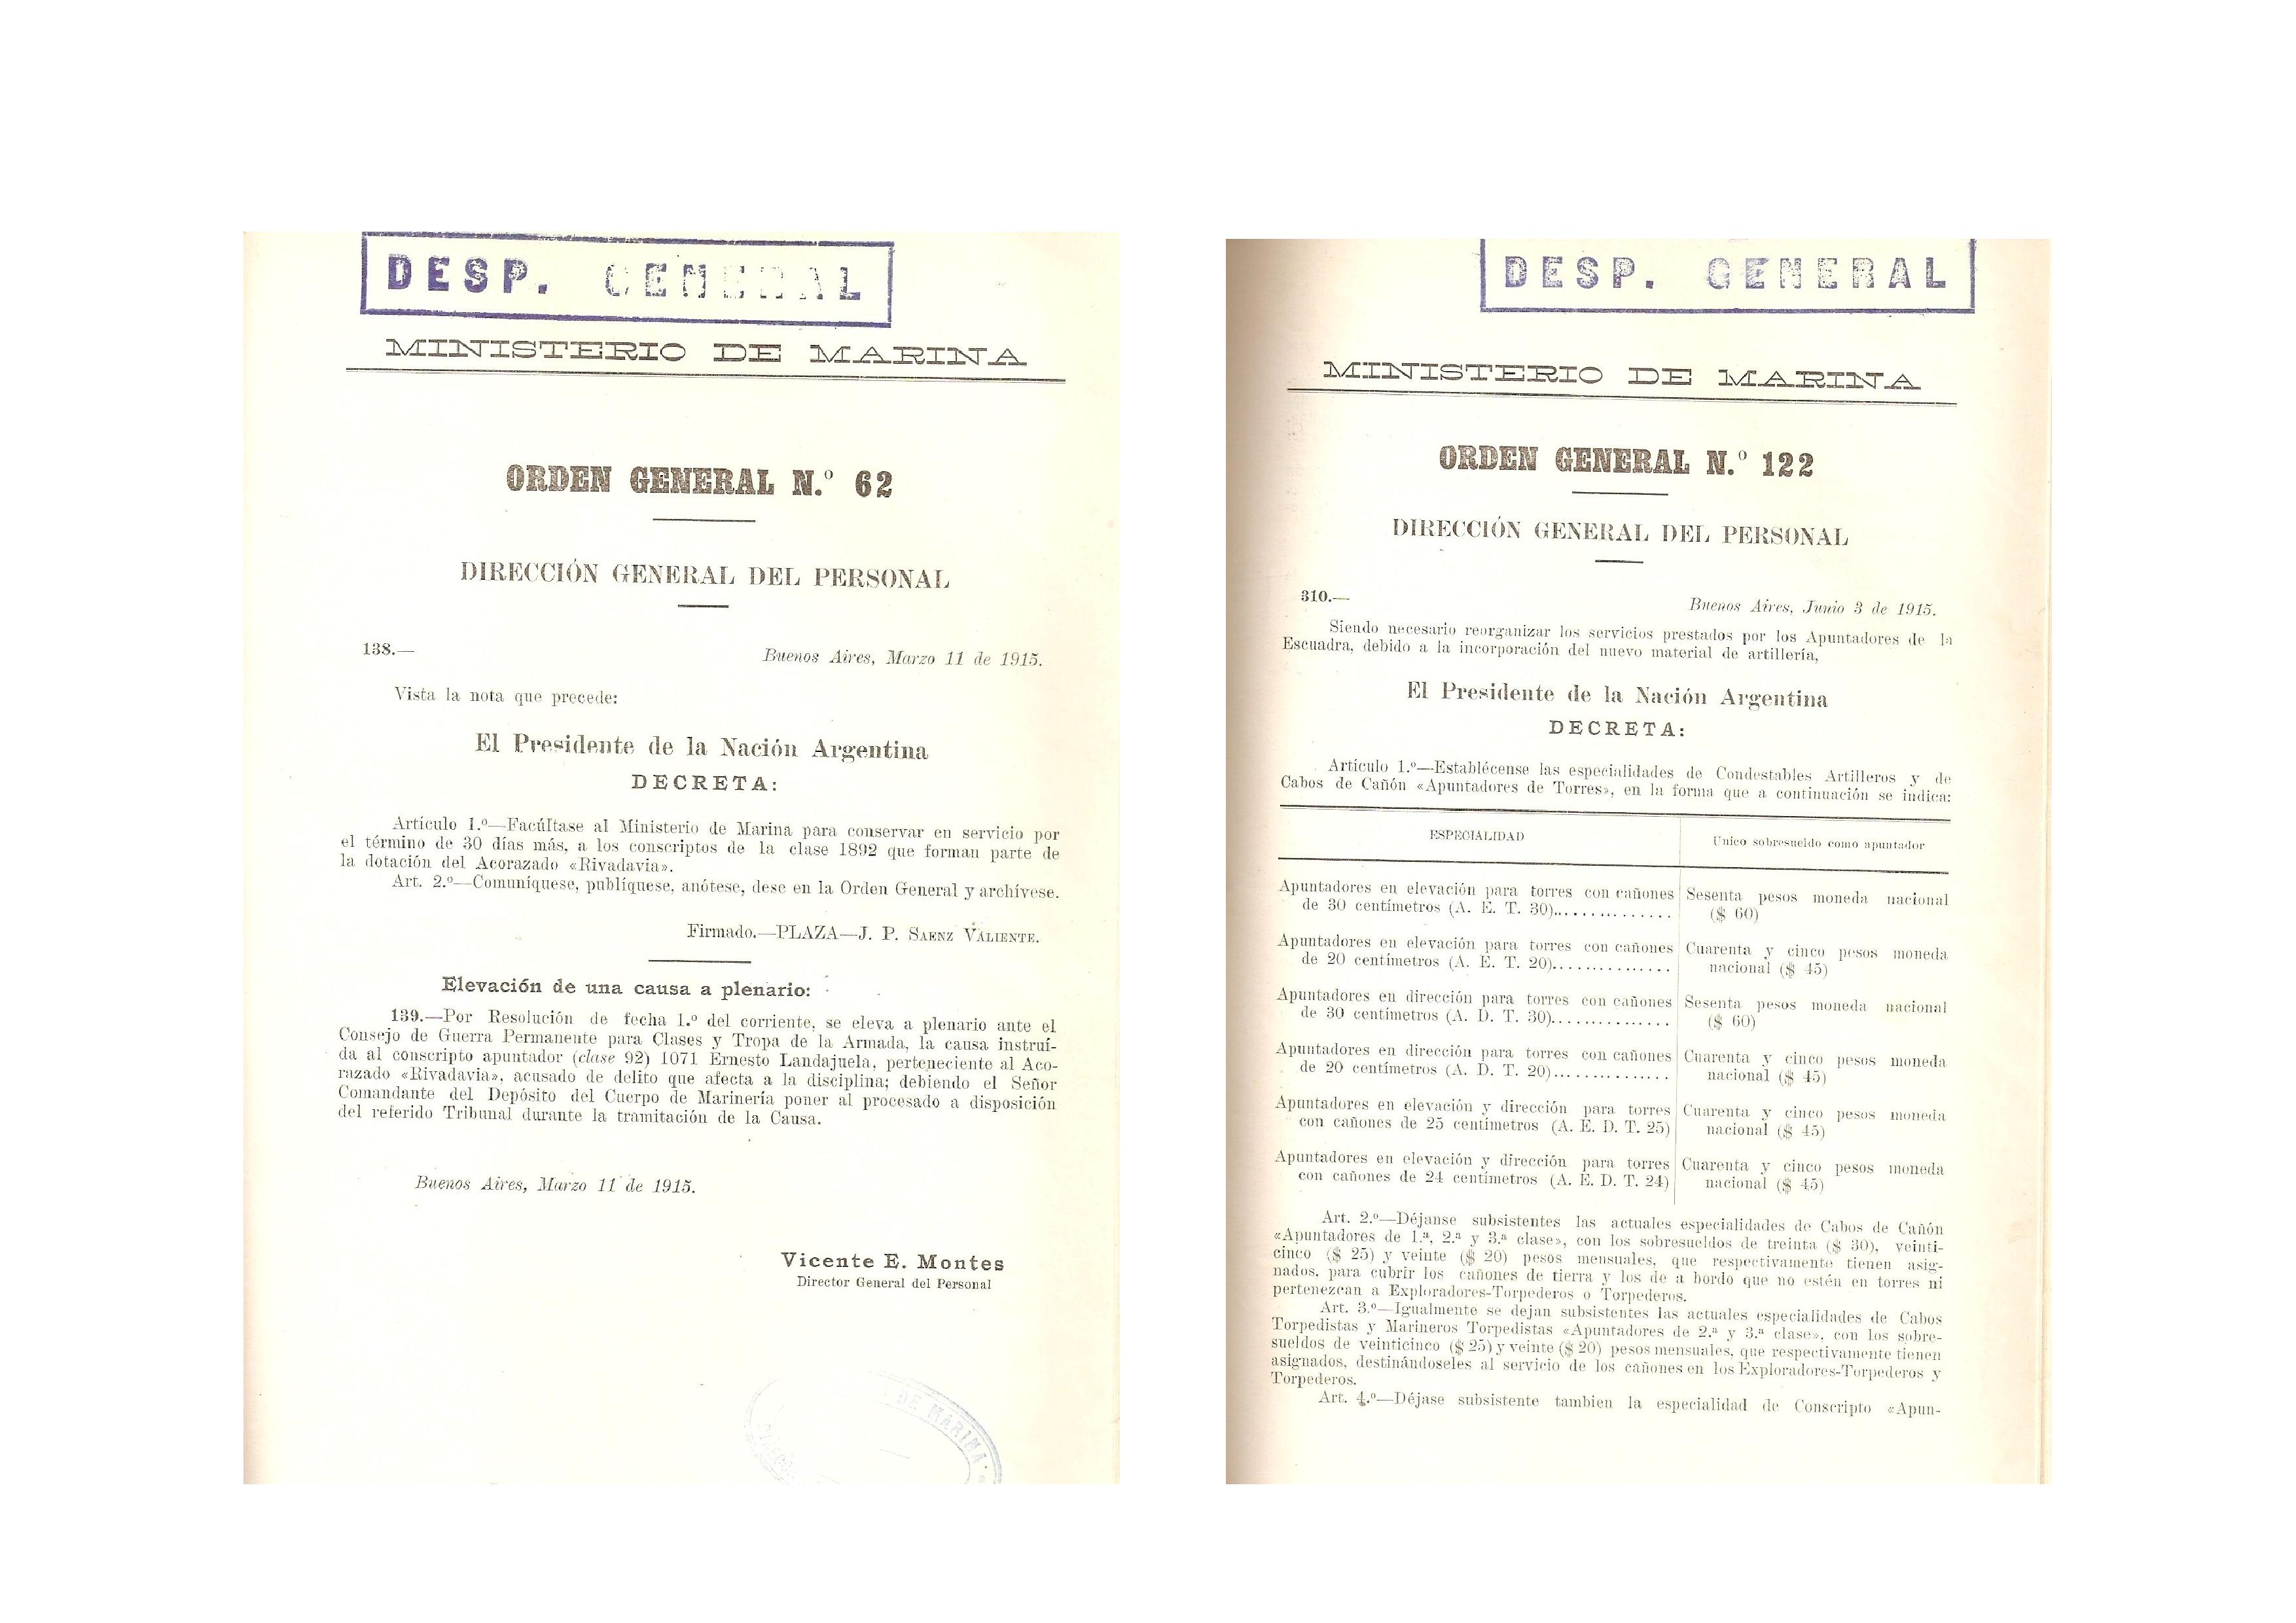 DESP. GENERAL
MINISTERIO DE MARINA
ORDEN GENERAL N.º 62
DIRECCIÓN GENERAL DEL PERSONAL
138.—
Buenos Aires, Marzo 11 de 1915.
Vista la nota que precede:
El Presidente de la Nación Argentina
DECRETA:
Artículo 1.º—Facúltase al Ministerio de Marina para conservar en servicio por
el término de 30 días más, a los conscriptos de la clase 1892 que forman parte de
la dotación del Acorazado «Rivadavia».
Art. 2.º—Comuníquese, publíquese, anótese, dese en la Orden General y archívese.
Firmado.—PLAZA—J. P. SAENZ VALIENTE.
Elevación de una causa a plenario:
139.—Por Resolución de fecha 1.º del corriente, se eleva a plenario ante el
Consejo de Guerra Permanente para Clases y Tropa de la Armada, la causa instruí-
da al conscripto apuntador (clase 92) 1071 Ernesto Landajuela, perteneciente al Aco-
razado «Rivadavia», acusado de delito que afecta a la disciplina; debiendo el Señor
Comandante del Depósito del Cuerpo de Marinería poner al procesado a disposición
del referido Tribunal durante la tramitación de la Causa.
Buenos Aires, Marzo 11 de 1915.
Vicente E. Montes
Director General del Personal
DE MARINA
DESP. GENERAL
MINISTERIO DE MARINA
ORDEN GENERAL N.º 122
DIRECCIÓN GENERAL DEL PERSONAL
310.—
Buenos Aires, Junio 3 de 1915.
Siendo necesario reorganizar los servicios prestados por los Apuntadores de la
Escuadra, debido a la incorporación del nuevo material de artillería,
El Presidente de la Nación Argentina
DECRETA:
Artículo 1.º—Establécense las especialidades de Condestables Artilleros y de
Cabos de Cañón «Apuntadores de Torres», en la forma que a continuación se indica:
ESPECIALIDAD
Unico sobresueldo como apuntador
Apuntadores en elevación para torres con cañones
de 30 centímetros (A. E. T. 30)..............
Sesenta pesos moneda nacional
($ 60)
Apuntadores en elevación para torres con cañones
de 20 centímetros (A. E. T. 20)..............
Cuarenta y cinco pesos moneda
nacional ($ 45)
Apuntadores en dirección para torres con cañones
de 30 centímetros (A. D. T. 30)..............
Sesenta pesos moneda nacional
($ 60)
Apuntadores en dirección para torres con cañones
de 20 centímetros (A. D. T. 20)..............
Cuarenta y cinco pesos moneda
nacional ($ 45)
Apuntadores en elevación y dirección para torres
con cañones de 25 centímetros (A. E. D. T. 25)
Cuarenta y cinco pesos moneda
nacional ($ 45)
Apuntadores en elevación y dirección para torres
con cañones de 24 centímetros (A. E. D. T. 24)
Cuarenta y cinco pesos moneda
nacional ($ 45)
Art. 2.º—Déjanse subsistentes las actuales especialidades de Cabos de Cañón
«Apuntadores de 1.ª, 2.ª y 3.ª clase», con los sobresueldos de treinta ($ 30), veinti-
cinco ($ 25) y veinte ($ 20) pesos mensuales, que respectivamente tienen asig-
nados, para cubrir los cañones de tierra y los de a bordo que no estén en torres ni
pertenezcan a Exploradores-Torpederos o Torpederos.
Art. 3.º—Igualmente se dejan subsistentes las actuales especialidades de Cabos
Torpedistas y Marineros Torpedistas «Apuntadores de 2.ª y 3.ª clase», con los sobre-
sueldos de veinticinco ($ 25) y veinte ($ 20) pesos mensuales, que respectivamente tienen
asignados, destinándoseles al servicio de los cañones en los Exploradores-Torpederos y
Torpederos.
Art. 4.º—Déjase subsistente tambien la especialidad de Conscripto «Apun-